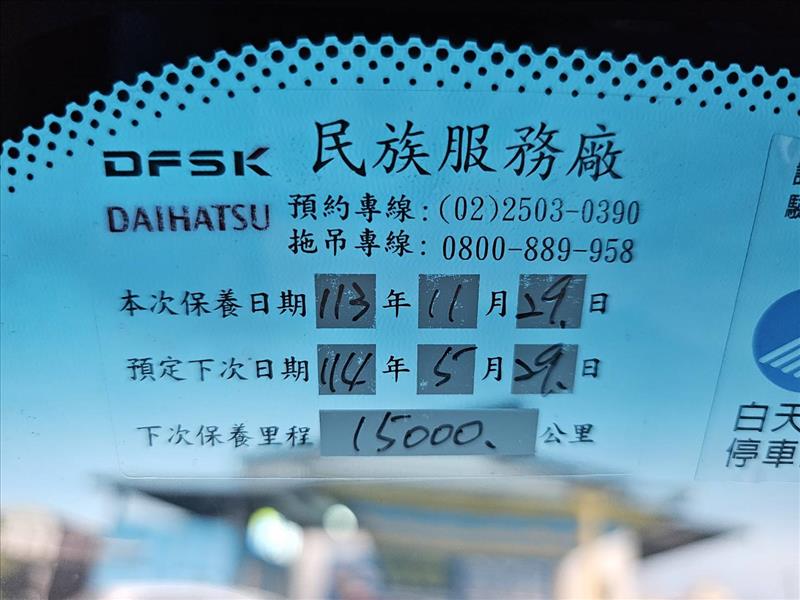 DFSK 民族服務廠
DAIHATSU 預約專線:(02)2503-0390
拖吊專線: 0800-889-958
本次保養日期 113 年 11 月 29. 日
預定下次日期 114 年 5 月 29. 日
下次保養里程 15000. 公里
白天
停車